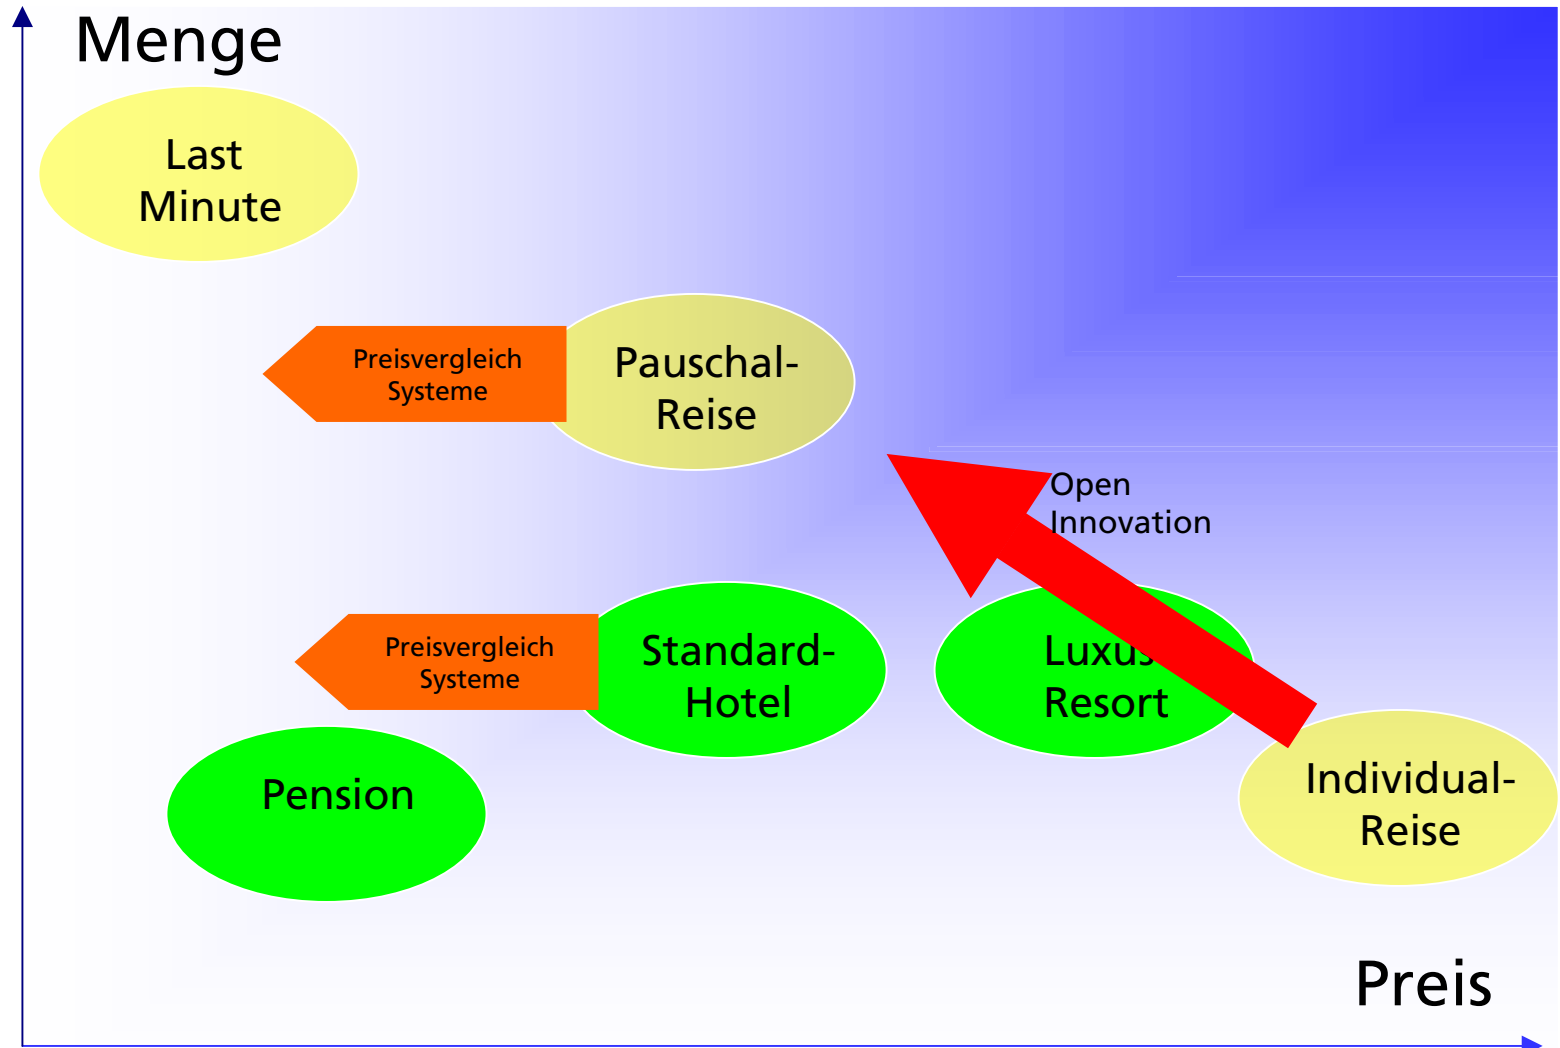 Menge
Last
Minute
Preisvergleich
Systeme
Pauschal-
Reise
Open
Innovation
Preisvergleich
Systeme
Standard-
Hotel
Luxus
Resort
Pension
Individual-
Reise
Preis